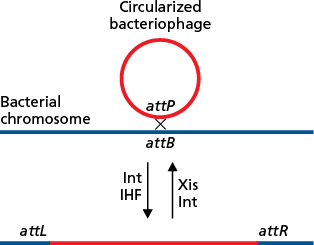 Circularized
bacteriophage
attP
Bacterial
chromosome
attB
Int
IHF
Xis
Int
attL
attR